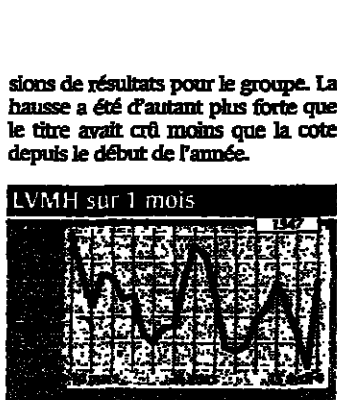 sions de résultats pour le groupe. La
hausse a été d'autant plus forte que
le titre avait crû moins que la cote
depuis le début de l'année.
LVMH sur 1 mois